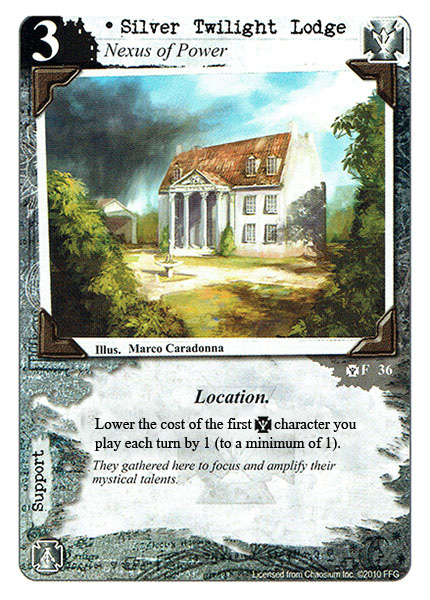 3
• Silver Twilight Lodge
Nexus of Power
Illus. Marco Caradonna
F 36
Location.
Lower the cost of the first character you
play each turn by 1 (to a minimum of 1).
They gathered here to focus and amplify their
mystical talents.
Support
Licensed from Chaosium Inc. ©2010 FFG